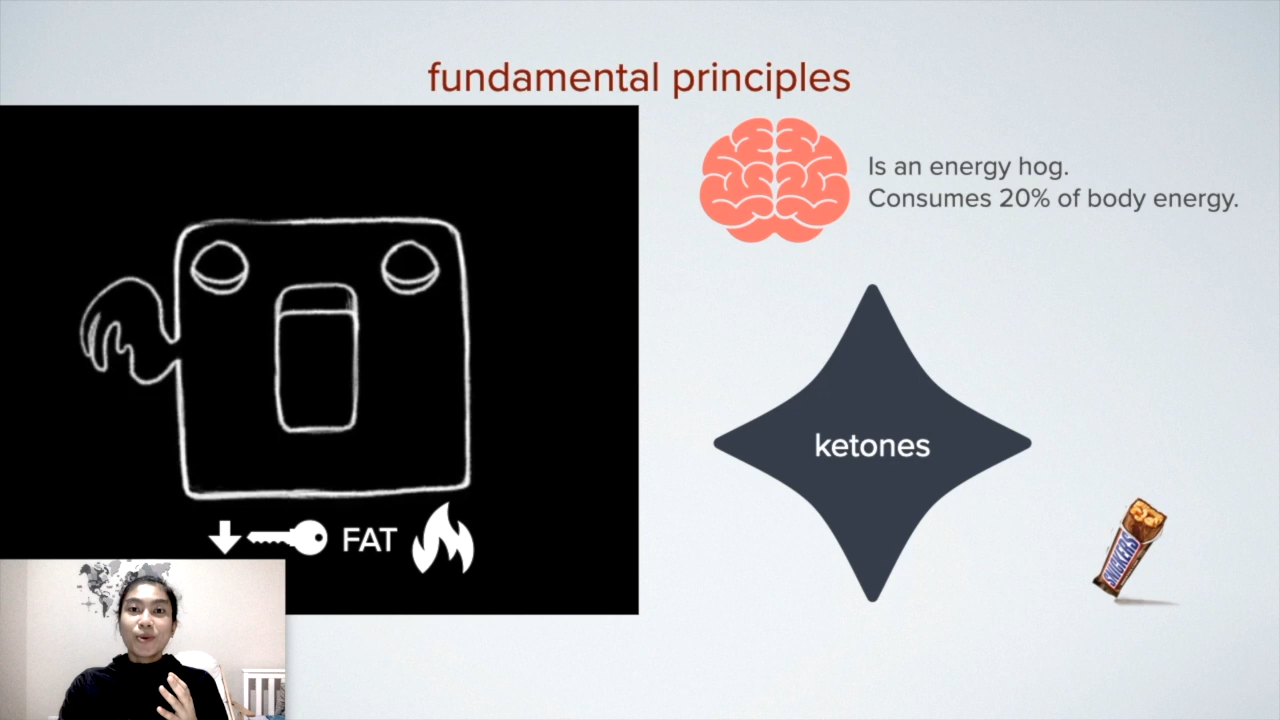 fundamental principles
Is an energy hog.
Consumes 20% of body energy.
ketones
FAT
SNICKERS